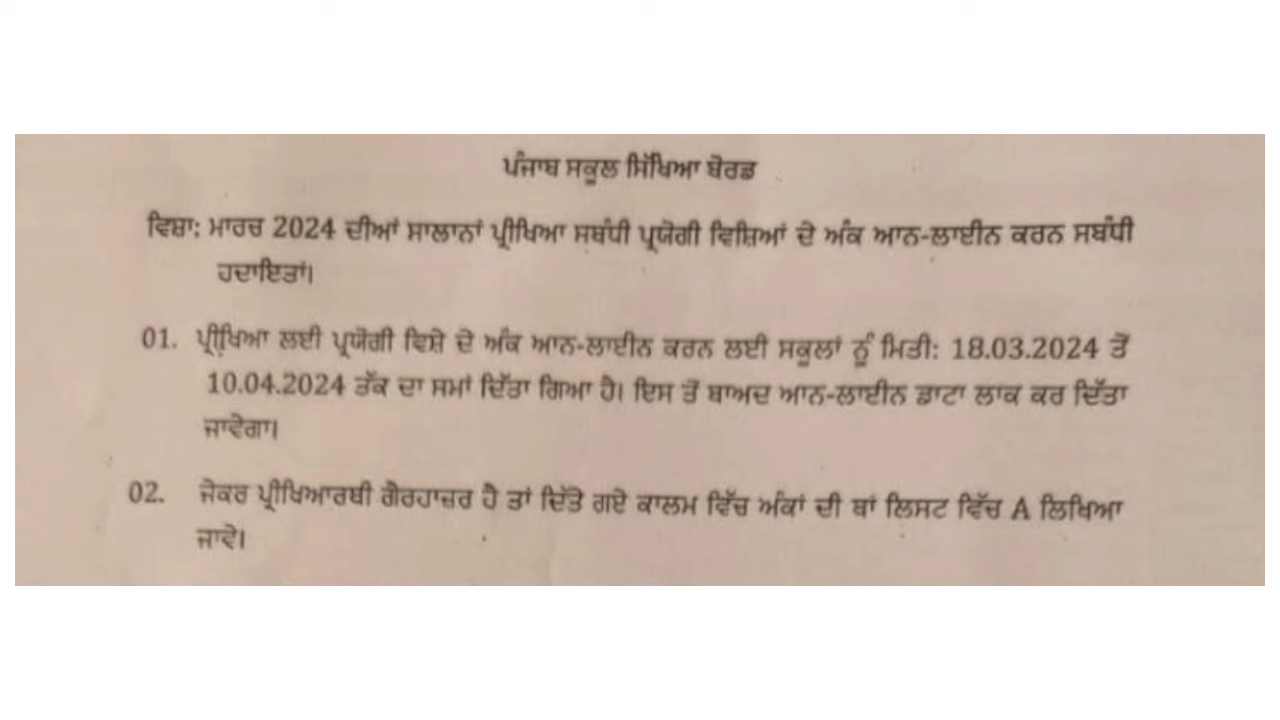 ਪੰਜਾਬ ਸਕੂਲ ਸਿੱਖਿਆ ਬੋਰਡ
ਵਿਸ਼ਾ: ਮਾਰਚ 2024 ਦੀਆਂ ਸਾਲਾਨਾਂ ਪ੍ਰੀਖਿਆ ਸਬੰਧੀ ਪ੍ਰਯੋਗੀ ਵਿਸ਼ਿਆਂ ਦੇ ਅੰਕ ਆਨ-ਲਾਈਨ ਕਰਨ ਸਬੰਧੀ
ਹਦਾਇਤਾਂ।
01. ਪ੍ਰੀਖਿਆ ਲਈ ਪ੍ਰਯੋਗੀ ਵਿਸ਼ੇ ਦੇ ਅੰਕ ਆਨ-ਲਾਈਨ ਕਰਨ ਲਈ ਸਕੂਲਾਂ ਨੂੰ ਮਿਤੀ: 18.03.2024 ਤੋਂ
10.04.2024 ਤੱਕ ਦਾ ਸਮਾਂ ਦਿੱਤਾ ਗਿਆ ਹੈ। ਇਸ ਤੋਂ ਬਾਅਦ ਆਨ-ਲਾਈਨ ਡਾਟਾ ਲਾਕ ਕਰ ਦਿੱਤਾ
ਜਾਵੇਗਾ।
02. ਜੇਕਰ ਪ੍ਰੀਖਿਆਰਥੀ ਗੈਰਹਾਜ਼ਰ ਹੈ ਤਾਂ ਦਿੱਤੇ ਗਏ ਕਾਲਮ ਵਿੱਚ ਅੰਕਾਂ ਦੀ ਥਾਂ ਲਿਸਟ ਵਿੱਚ A ਲਿਖਿਆ
ਜਾਵੇ।